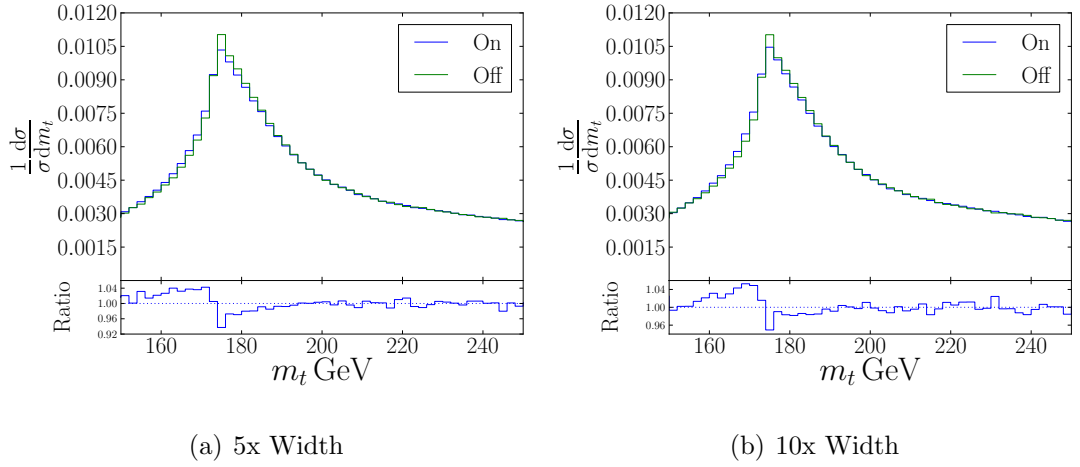 0.0120
0.0105
0.0090
0.0075
0.0060
0.0045
0.0030
0.0015
1 dσ
σ dm_t
On
Off
Ratio
1.04
1.00
0.96
0.92
160 180 200 220 240
m_t GeV
(a) 5x Width
0.0120
0.0105
0.0090
0.0075
0.0060
0.0045
0.0030
0.0015
1 dσ
σ dm_t
On
Off
Ratio
1.04
1.00
0.96
160 180 200 220 240
m_t GeV
(b) 10x Width